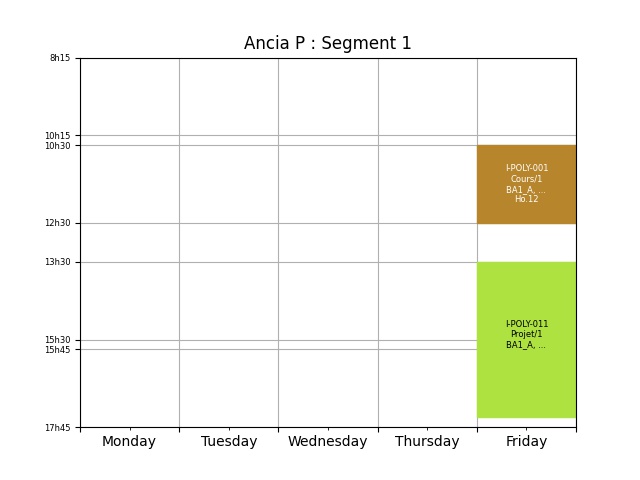 Ancia P : Segment 1
8h15
10h15
10h30
I-POLY-001
Cours/1
BA1_A, ...
Ho.12
12h30
13h30
I-POLY-011
Projet/1
BA1_A, ...
15h30
15h45
17h45
Monday Tuesday Wednesday Thursday Friday